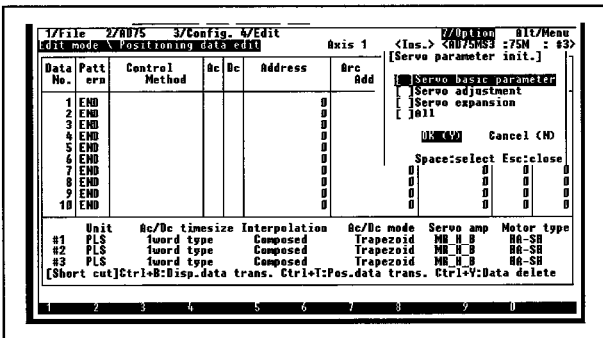 1/File 2/AD75 3/Config. 4/Edit 7/Option Alt/Menu
Edit mode \ Positioning data edit Axis 1 <Ins.> <AD75MS3 :75M : #3>
[Servo parameter init.]
Data No. Pattern Control Method Ac Dc Address Arc Add
[ ]Servo basic parameter
[ ]Servo adjustment
[ ]Servo expansion
[ ]All
OK (Y) Cancel (N)
Space:select Esc:close
1 END 0
2 END 0
3 END 0
4 END 0
5 END 0
6 END 0
7 END 0 0 0 0 0
8 END 0 0 0 0 0
9 END 0 0 0 0 0
10 END 0 0 0 0 0
Unit Ac/Dc timesize Interpolation Ac/Dc mode Servo amp Motor type
#1 PLS 1word type Composed Trapezoid MR_H_B HA-SH
#2 PLS 1word type Composed Trapezoid MR_H_B HA-SH
#3 PLS 1word type Composed Trapezoid MR_H_B HA-SH
[Short cut]Ctrl+B:Disp.data trans. Ctrl+T:Pos.data trans. Ctrl+Y:Data delete
1 2 3 4 5 6 7 8 9 0